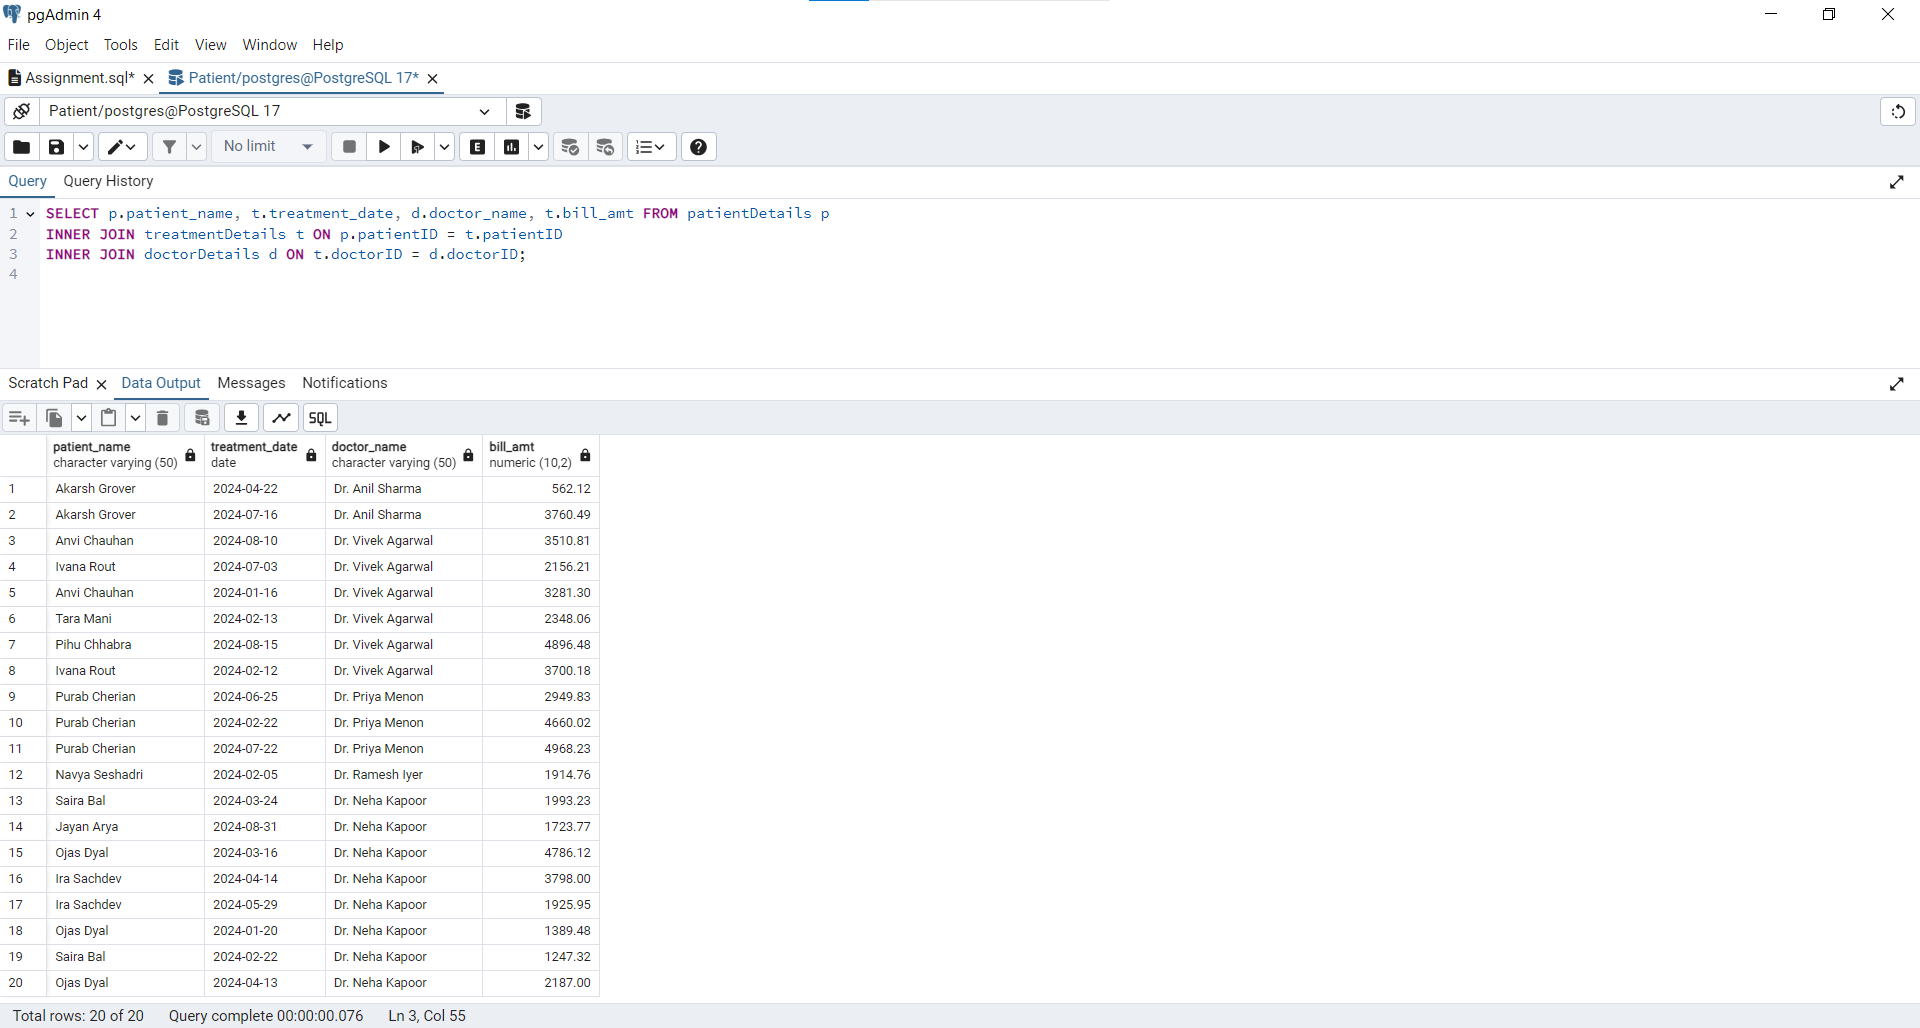 pgAdmin 4
File Object Tools Edit View Window Help
Assignment.sql* Patient/postgres@PostgreSQL 17*
Patient/postgres@PostgreSQL 17
No limit E
Query Query History
1 SELECT p.patient_name, t.treatment_date, d.doctor_name, t.bill_amt FROM patientDetails p
2 INNER JOIN treatmentDetails t ON p.patientID = t.patientID
3 INNER JOIN doctorDetails d ON t.doctorID = d.doctorID;
4
Scratch Pad Data Output Messages Notifications
SQL
patient_name treatment_date doctor_name bill_amt
character varying (50) date character varying (50) numeric (10,2)
1 Akarsh Grover 2024-04-22 Dr. Anil Sharma 562.12
2 Akarsh Grover 2024-07-16 Dr. Anil Sharma 3760.49
3 Anvi Chauhan 2024-08-10 Dr. Vivek Agarwal 3510.81
4 Ivana Rout 2024-07-03 Dr. Vivek Agarwal 2156.21
5 Anvi Chauhan 2024-01-16 Dr. Vivek Agarwal 3281.30
6 Tara Mani 2024-02-13 Dr. Vivek Agarwal 2348.06
7 Pihu Chhabra 2024-08-15 Dr. Vivek Agarwal 4896.48
8 Ivana Rout 2024-02-12 Dr. Vivek Agarwal 3700.18
9 Purab Cherian 2024-06-25 Dr. Priya Menon 2949.83
10 Purab Cherian 2024-02-22 Dr. Priya Menon 4660.02
11 Purab Cherian 2024-07-22 Dr. Priya Menon 4968.23
12 Navya Seshadri 2024-02-05 Dr. Ramesh Iyer 1914.76
13 Saira Bal 2024-03-24 Dr. Neha Kapoor 1993.23
14 Jayan Arya 2024-08-31 Dr. Neha Kapoor 1723.77
15 Ojas Dyal 2024-03-16 Dr. Neha Kapoor 4786.12
16 Ira Sachdev 2024-04-14 Dr. Neha Kapoor 3798.00
17 Ira Sachdev 2024-05-29 Dr. Neha Kapoor 1925.95
18 Ojas Dyal 2024-01-20 Dr. Neha Kapoor 1389.48
19 Saira Bal 2024-02-22 Dr. Neha Kapoor 1247.32
20 Ojas Dyal 2024-04-13 Dr. Neha Kapoor 2187.00
Total rows: 20 of 20 Query complete 00:00:00.076 Ln 3, Col 55